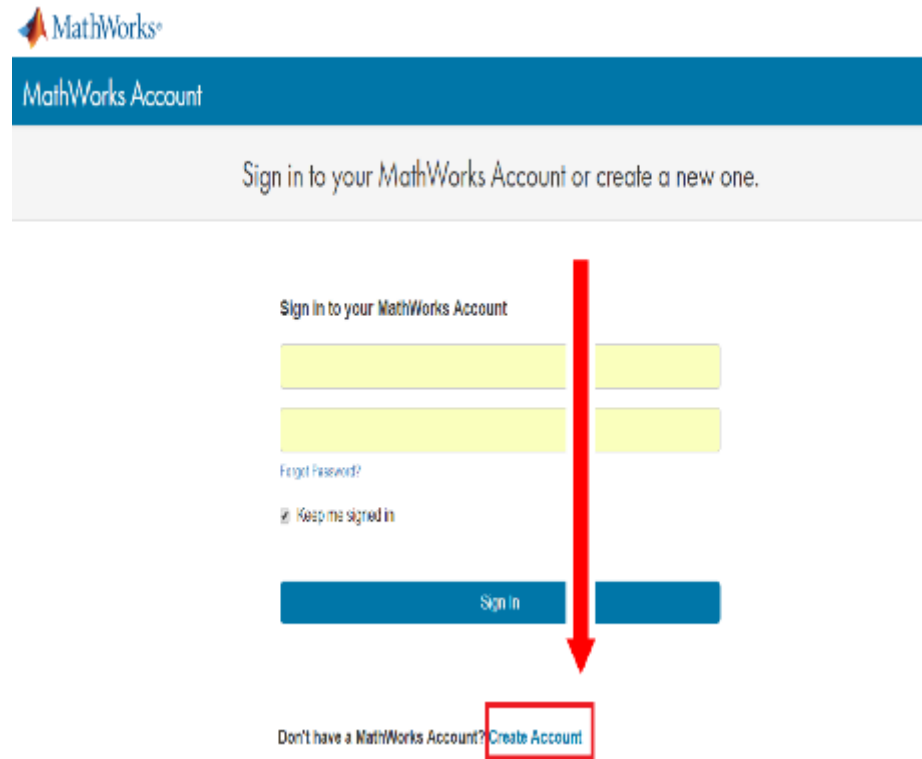 MathWorks®
MathWorks Account
Sign in to your MathWorks Account or create a new one.
Sign in to your MathWorks Account
Forgot Password?
Keep me signed in
Sign In
Don't have a MathWorks Account? Create Account